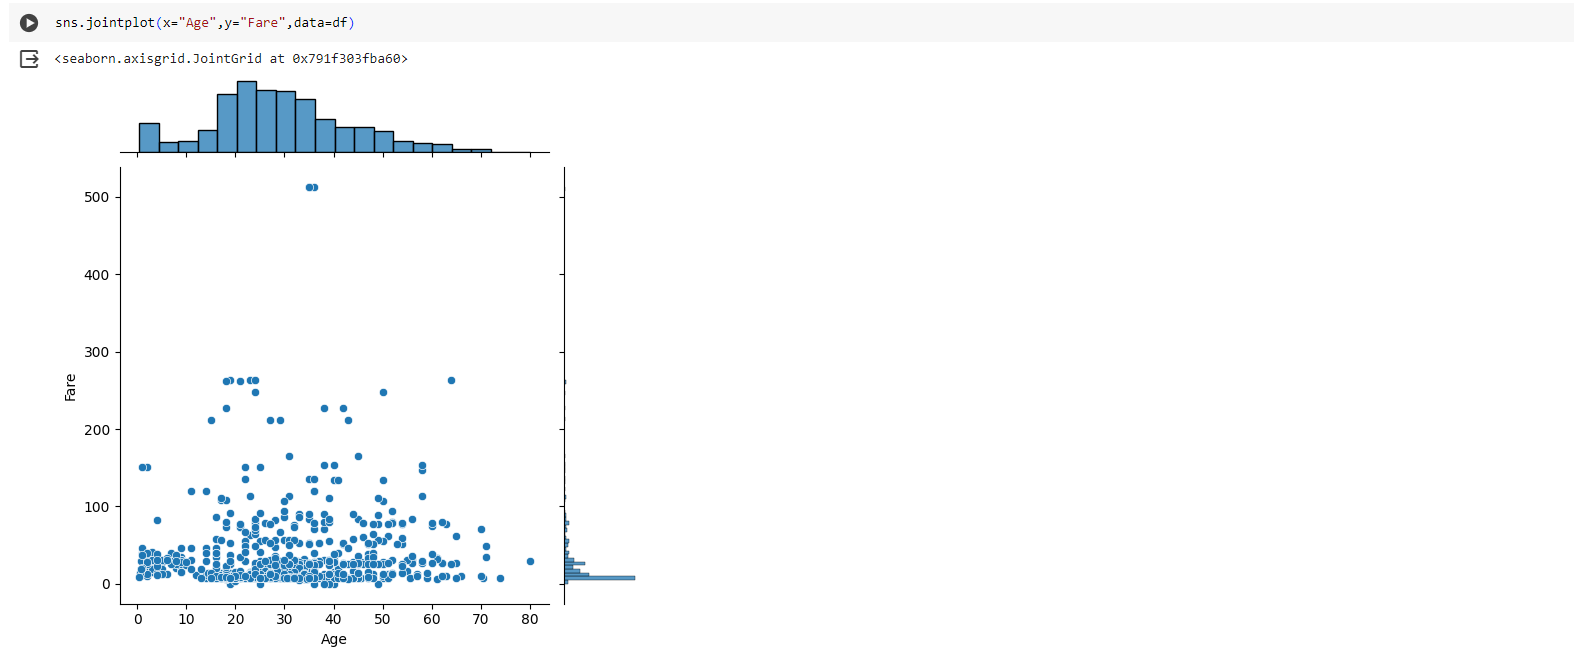 sns.jointplot(x="Age",y="Fare",data=df)
<seaborn.axisgrid.JointGrid at 0x791f303fba60>
500
400
300
200
100
0
Fare
0 10 20 30 40 50 60 70 80
Age